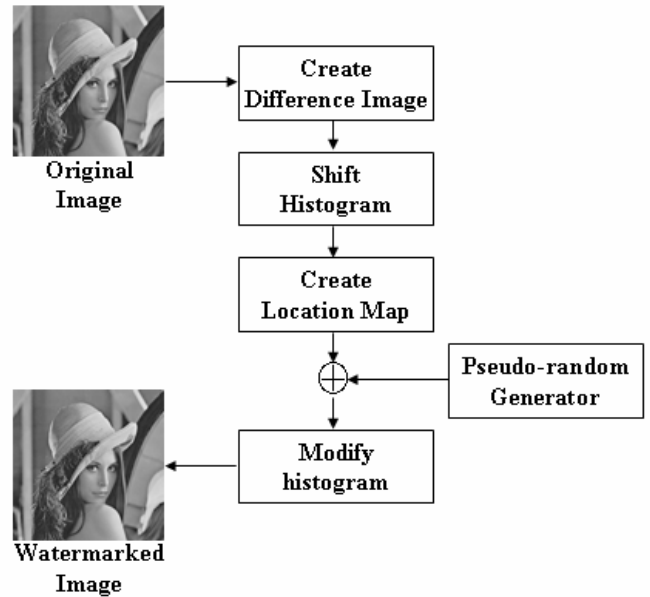 Original
Image
Create
Difference Image
Shift
Histogram
Create
Location Map
Pseudo-random
Generator
Modify
histogram
Watermarked
Image